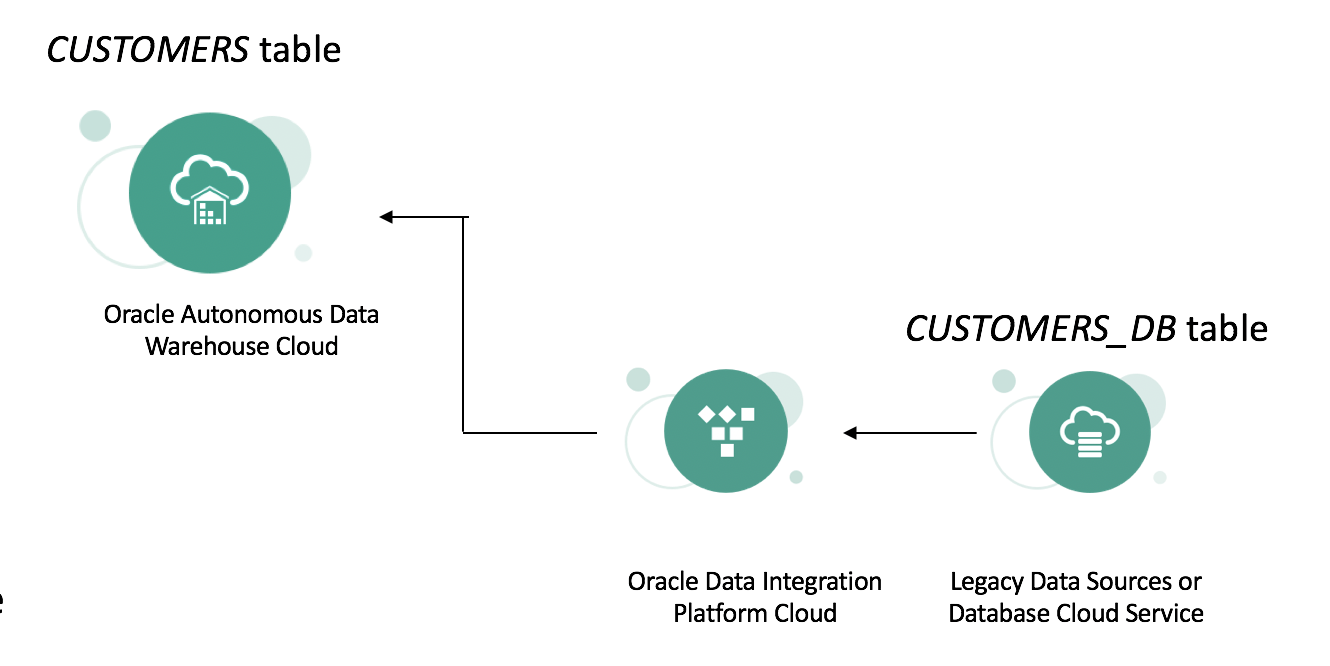 CUSTOMERS table
Oracle Autonomous Data
Warehouse Cloud
CUSTOMERS_DB table
Oracle Data Integration
Platform Cloud
Legacy Data Sources or
Database Cloud Service